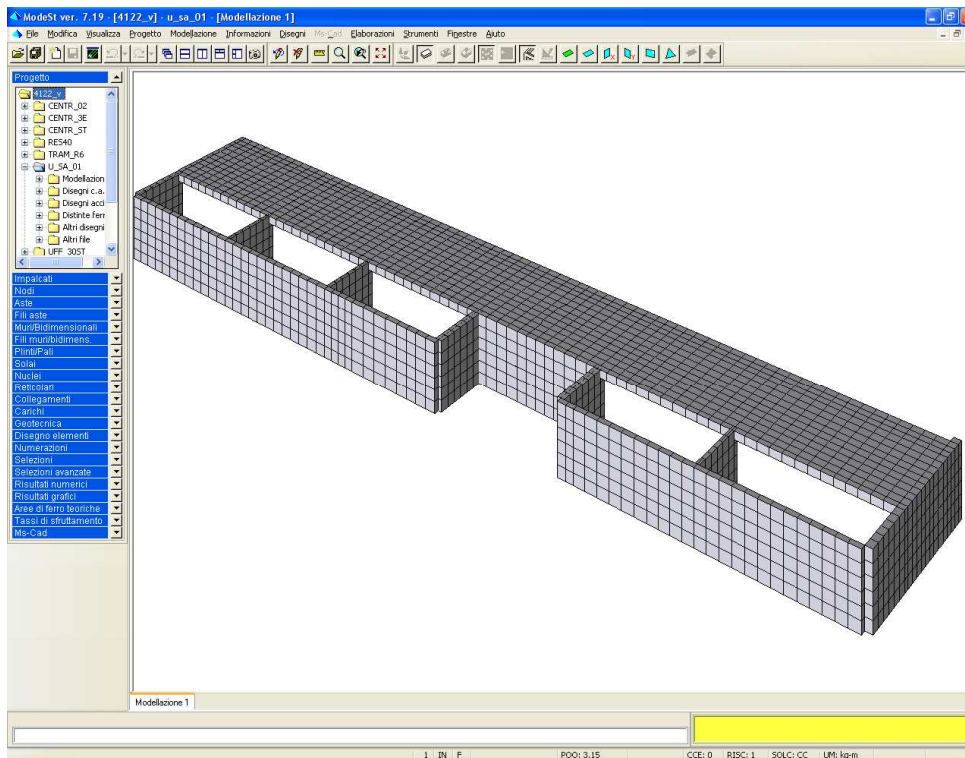 ModeSt ver. 7.19 - [4122_v] - u_sa_01 - [Modellazione 1]
File Modifica Visualizza Progetto Modellazione Informazioni Disegni Ms-Cad Elaborazioni Strumenti Finestre Aiuto
Progetto
4122_v
CENTR_02
CENTR_3E
CENTR_ST
RES40
TRAM_R6
U_SA_01
Modellazion
Disegni c.a.
Disegni acci
Distinte ferr
Altri disegni
Altri file
UFF_30ST
Impalcati
Nodi
Aste
Fili aste
Muri/Bidimensionali
Fili muri/bidimens.
Plinti/Pali
Solai
Nuclei
Reticolari
Collegamenti
Carichi
Geotecnica
Disegno elementi
Numerazioni
Selezioni
Selezioni avanzate
Risultati numerici
Risultati grafici
Aree di ferro teoriche
Tassi di sfruttamento
Ms-Cad
Modellazione 1
1 IN F POO: 3.15 CCE: 0 RISC: 1 SOLC: CC UM: kg-m